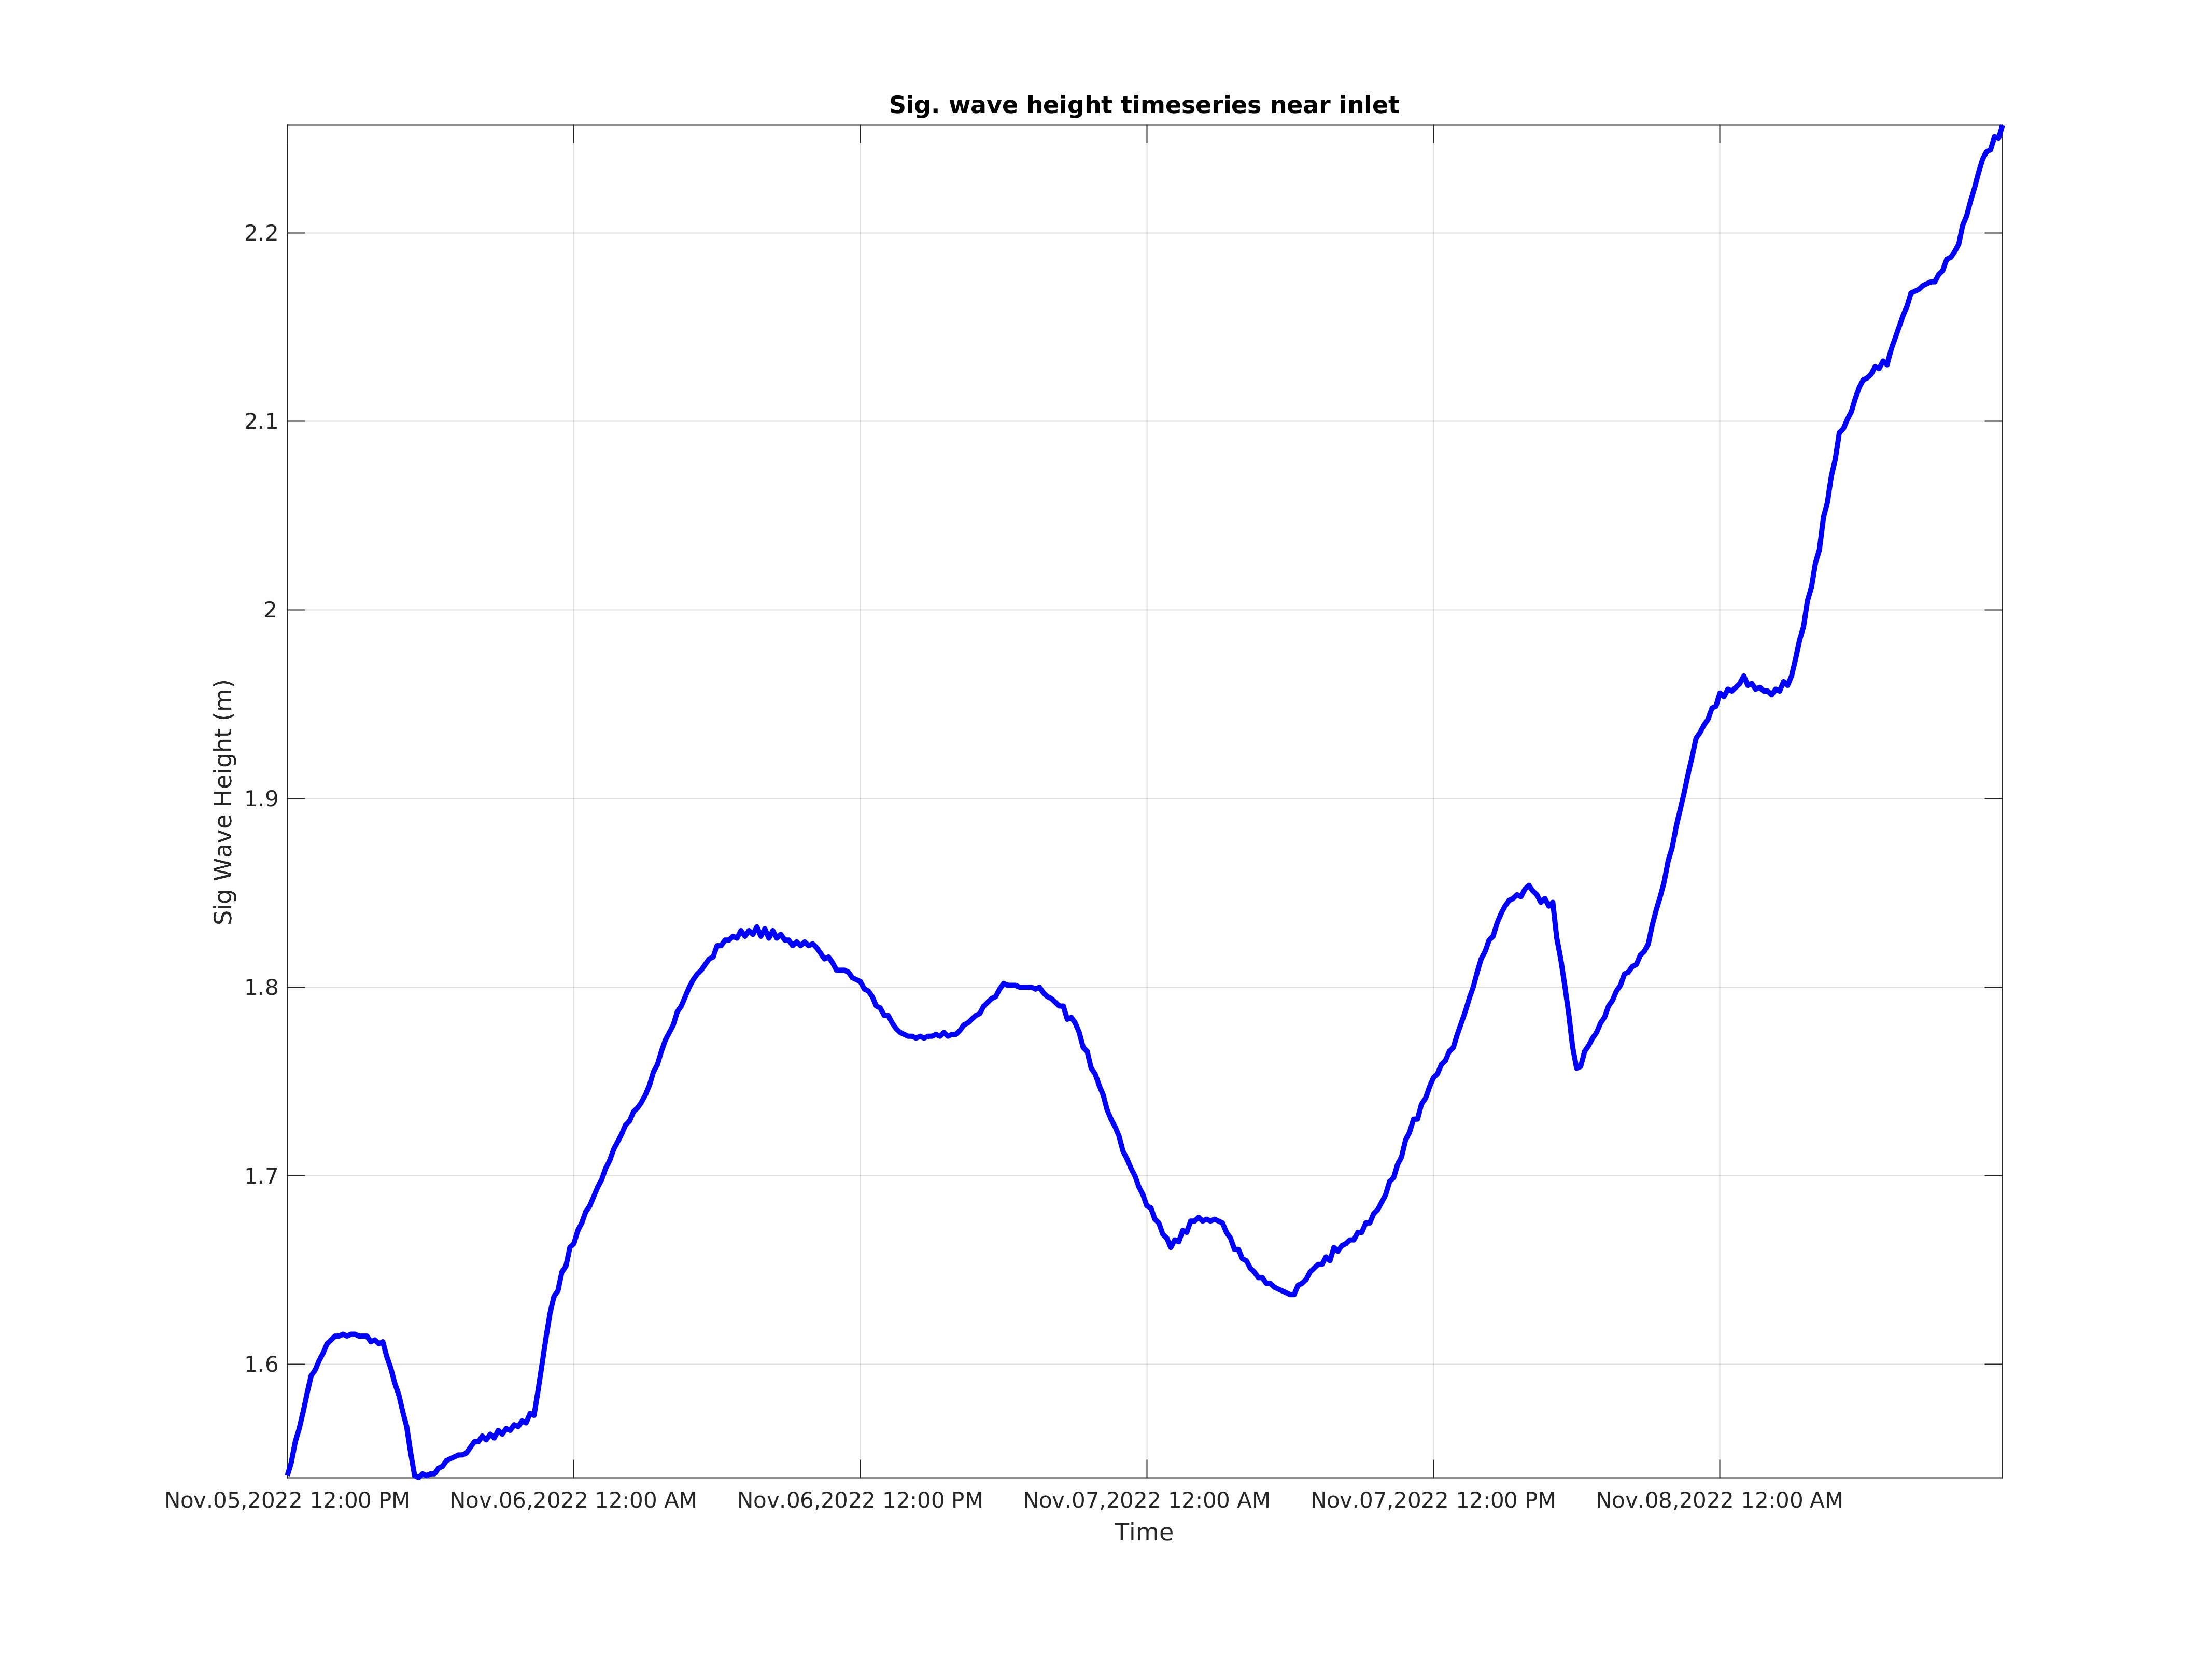 Sig. wave height timeseries near inlet
2.2
2.1
2
1.9
1.8
1.7
1.6
Sig Wave Height (m)
Nov.05,2022 12:00 PM Nov.06,2022 12:00 AM Nov.06,2022 12:00 PM Nov.07,2022 12:00 AM Nov.07,2022 12:00 PM Nov.08,2022 12:00 AM
Time